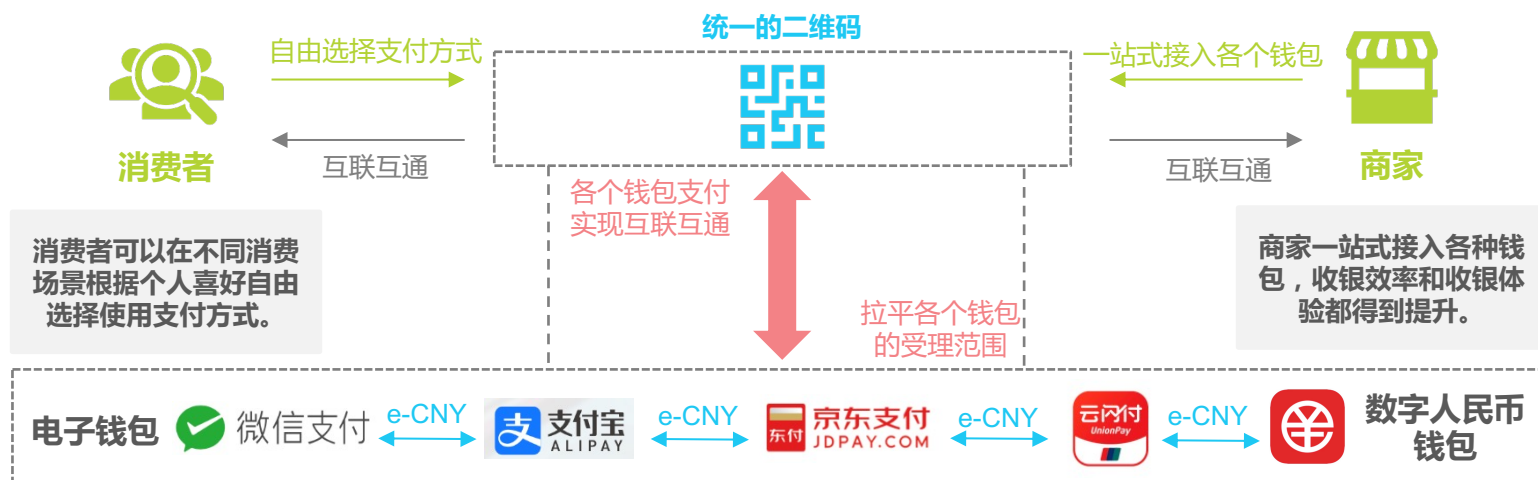 统一的二维码
自由选择支付方式
一站式接入各个钱包
消费者
互联互通
互联互通
商家
各个钱包支付
实现互联互通
消费者可以在不同消费
场景根据个人喜好自由
选择使用支付方式。
商家一站式接入各种钱
包，收银效率和收银体
验都得到提升。
拉平各个钱包
的受理范围
电子钱包
微信支付
e-CNY
支
支付宝
ALIPAY
e-CNY
东付
京东支付
JDPAY.COM
e-CNY
云闪付
UnionPay
e-CNY
数字人民币
钱包